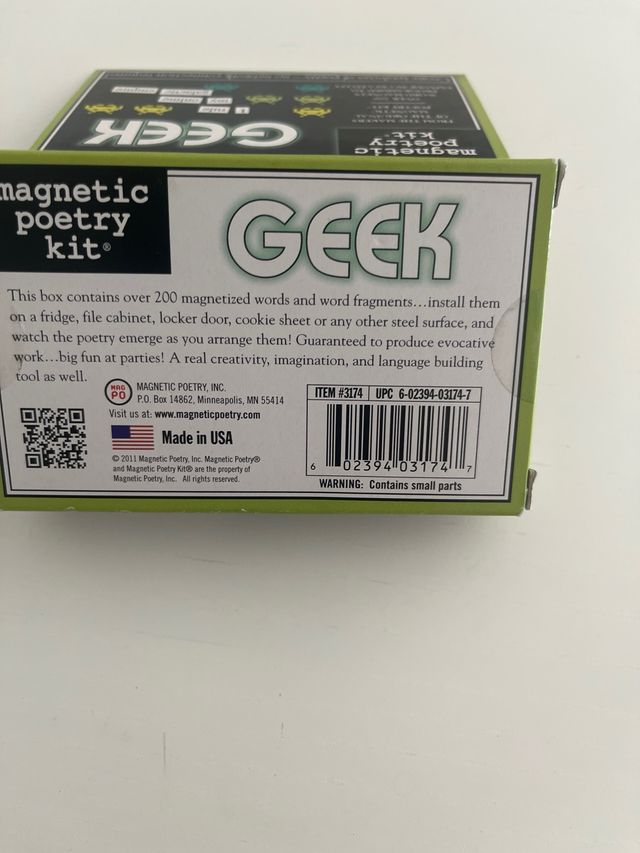 GEEK
magnetic
poetry
kit®
magnetic
poetry
kit®
GEEK
This box contains over 200 magnetized words and word fragments...install them
on a fridge, file cabinet, locker door, cookie sheet or any other steel surface, and
watch the poetry emerge as you arrange them! Guaranteed to produce evocative
work...big fun at parties! A real creativity, imagination, and language building
tool as well.
MAG
PO
MAGNETIC POETRY, INC.
P.O. Box 14862, Minneapolis, MN 55414
Visit us at: www.magneticpoetry.com
Made in USA
© 2011 Magnetic Poetry, Inc. Magnetic Poetry®
and Magnetic Poetry Kit® are the property of
Magnetic Poetry, Inc. All rights reserved.
ITEM #3174 UPC 6-02394-03174-7
6 02394 03174 7
WARNING: Contains small parts